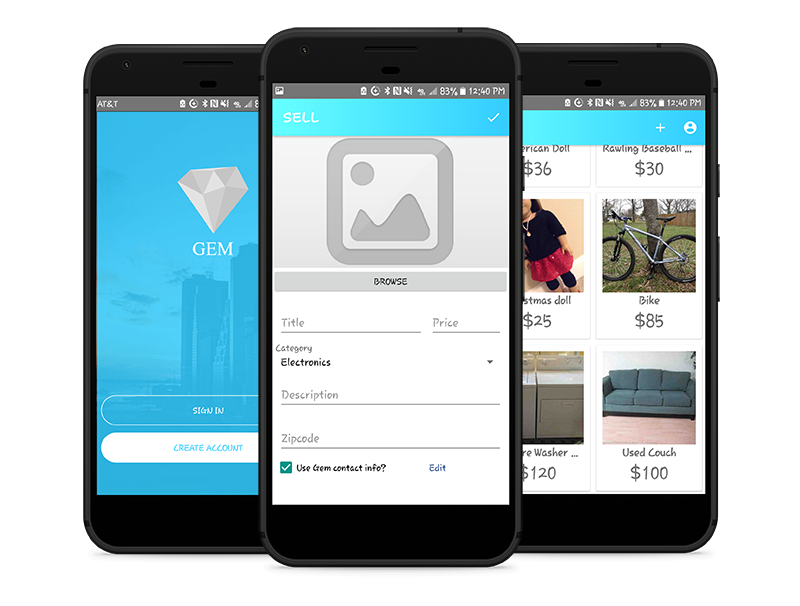 AT&T
8
GEM
SIGN IN
CREATE ACCOUNT
83% 12:40 PM
SELL
BROWSE
Title
Price
Category
Electronics
Description
Zipcode
Use Gem contact info?
Edit
83% 12:40 PM
erican Doll
$36
Rawling Baseball ...
$30
stmas doll
$25
Bike
$85
re Washer ...
$120
Used Couch
$100